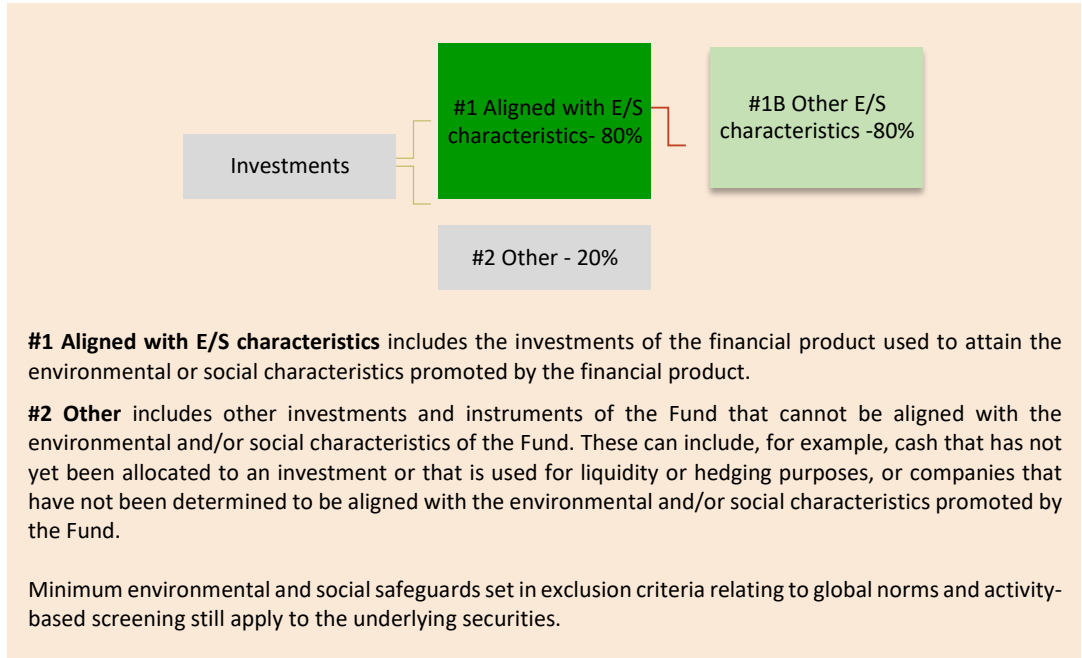 #1 Aligned with E/S
characteristics- 80%
#1B Other E/S
characteristics -80%
Investments
#2 Other - 20%
#1 Aligned with E/S characteristics includes the investments of the financial product used to attain the
environmental or social characteristics promoted by the financial product.
#2 Other includes other investments and instruments of the Fund that cannot be aligned with the
environmental and/or social characteristics of the Fund. These can include, for example, cash that has not
yet been allocated to an investment or that is used for liquidity or hedging purposes, or companies that
have not been determined to be aligned with the environmental and/or social characteristics promoted by
the Fund.
Minimum environmental and social safeguards set in exclusion criteria relating to global norms and activity-
based screening still apply to the underlying securities.